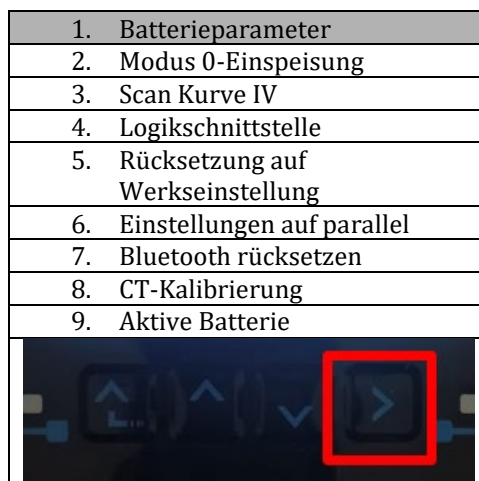 1. Batterieparameter
2. Modus 0-Einspeisung
3. Scan Kurve IV
4. Logikschnittstelle
5. Rücksetzung auf
Werkseinstellung
6. Einstellungen auf parallel
7. Bluetooth rücksetzen
8. CT-Kalibrierung
9. Aktive Batterie